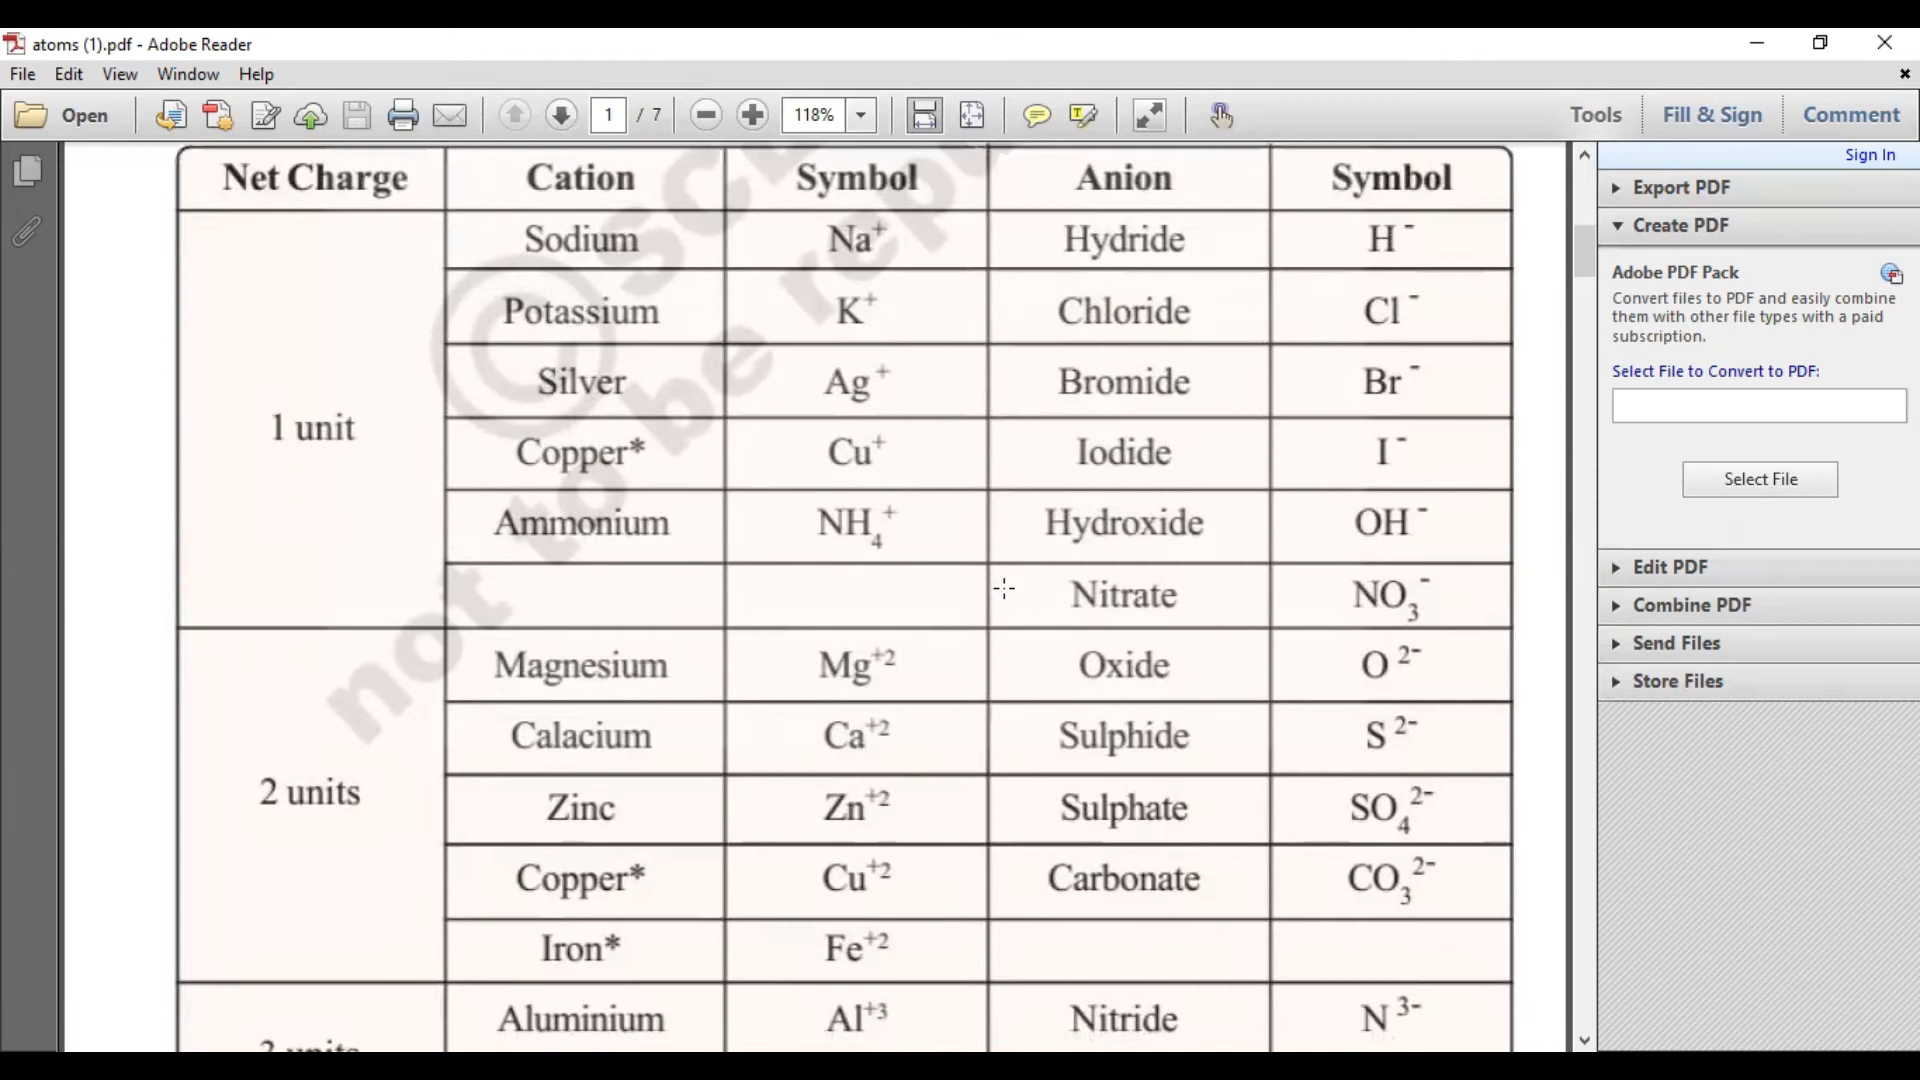 atoms (1).pdf - Adobe Reader
File Edit View Window Help
Open 1 / 7 118% Tools Fill & Sign Comment
Sign In
Export PDF
Create PDF
Adobe PDF Pack
Convert files to PDF and easily combine
them with other file types with a paid
subscription.
Select File to Convert to PDF:
Select File
Edit PDF
Combine PDF
Send Files
Store Files
Net Charge Cation Symbol Anion Symbol
Sodium Na⁺ Hydride H⁻
Potassium K⁺ Chloride Cl⁻
Silver Ag⁺ Bromide Br⁻
1 unit Copper* Cu⁺ Iodide I⁻
Ammonium NH₄⁺ Hydroxide OH⁻
Nitrate NO₃⁻
Magnesium Mg⁺² Oxide O²⁻
Calacium Ca⁺² Sulphide S²⁻
2 units Zinc Zn⁺² Sulphate SO₄²⁻
Copper* Cu⁺² Carbonate CO₃²⁻
Iron* Fe⁺²
Aluminium Al⁺³ Nitride N³⁻
3 units
©
not to be